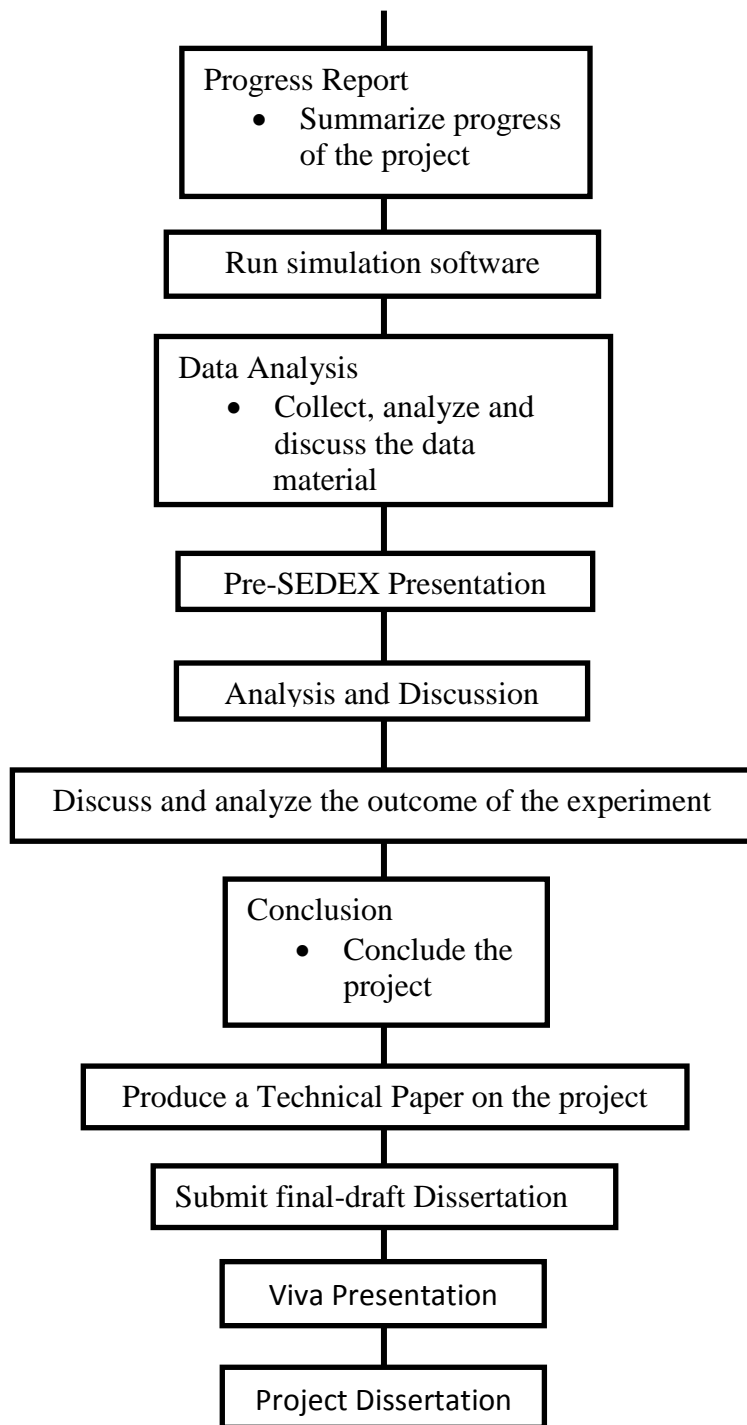 Progress Report
• Summarize progress
of the project
Run simulation software
Data Analysis
• Collect, analyze and
discuss the data
material
Pre-SEDEX Presentation
Analysis and Discussion
Discuss and analyze the outcome of the experiment
Conclusion
• Conclude the
project
Produce a Technical Paper on the project
Submit final-draft Dissertation
Viva Presentation
Project Dissertation